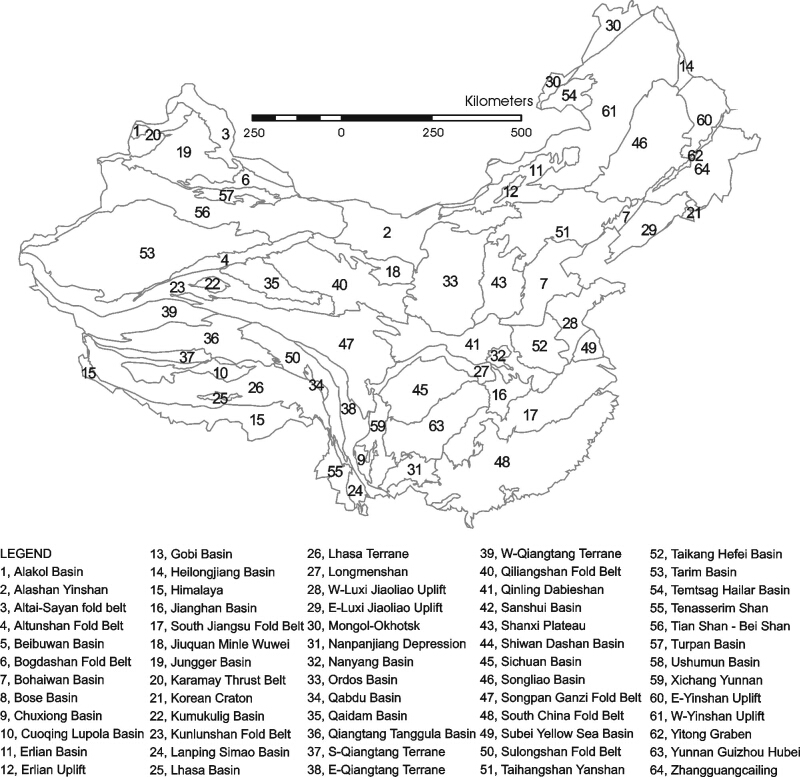 30
14
30
54
Kilometers
61
60
250
0
250
500
1
20
3
46
19
62
11
64
6
12
57
56
7
21
2
51
29
53
4
18
23
22
35
40
33
43
7
39
28
36
47
41
52
49
37
50
32
15
10
27
34
45
26
25
16
38
17
15
59
63
9
48
55
31
24
LEGEND
1, Alakol Basin
2, Alashan Yinshan
3, Altai-Sayan fold belt
4, Altunshan Fold Belt
5, Beibuwan Basin
6, Bogdashan Fold Belt
7, Bohaiwan Basin
8, Bose Basin
9, Chuxiong Basin
10, Cuoqing Lupola Basin
11, Erlian Basin
12, Erlian Uplift
13, Gobi Basin
14, Heilongjiang Basin
15, Himalaya
16, Jianghan Basin
17, South Jiangsu Fold Belt
18, Jiuquan Minle Wuwei
19, Jungger Basin
20, Karamay Thrust Belt
21, Korean Craton
22, Kumukulig Basin
23, Kunlunshan Fold Belt
24, Lanping Simao Basin
25, Lhasa Basin
26, Lhasa Terrane
27, Longmenshan
28, W-Luxi Jiaoliao Uplift
29, E-Luxi Jiaoliao Uplift
30, Mongol-Okhotsk
31, Nanpanjiang Depression
32, Nanyang Basin
33, Ordos Basin
34, Qabdu Basin
35, Qaidam Basin
36, Qiangtang Tanggula Basin
37, S-Qiangtang Terrane
38, E-Qiangtang Terrane
39, W-Qiangtang Terrane
40, Qiliangshan Fold Belt
41, Qinling Dabieshan
42, Sanshui Basin
43, Shanxi Plateau
44, Shiwan Dashan Basin
45, Sichuan Basin
46, Songliao Basin
47, Songpan Ganzi Fold Belt
48, South China Fold Belt
49, Subei Yellow Sea Basin
50, Sulongshan Fold Belt
51, Taihangshan Yanshan
52, Taikang Hefei Basin
53, Tarim Basin
54, Temtsag Hailar Basin
55, Tenasserim Shan
56, Tian Shan - Bei Shan
57, Turpan Basin
58, Ushumun Basin
59, Xichang Yunnan
60, E-Yinshan Uplift
61, W-Yinshan Uplift
62, Yitong Graben
63, Yunnan Guizhou Hubei
64, Zhangguangcailing